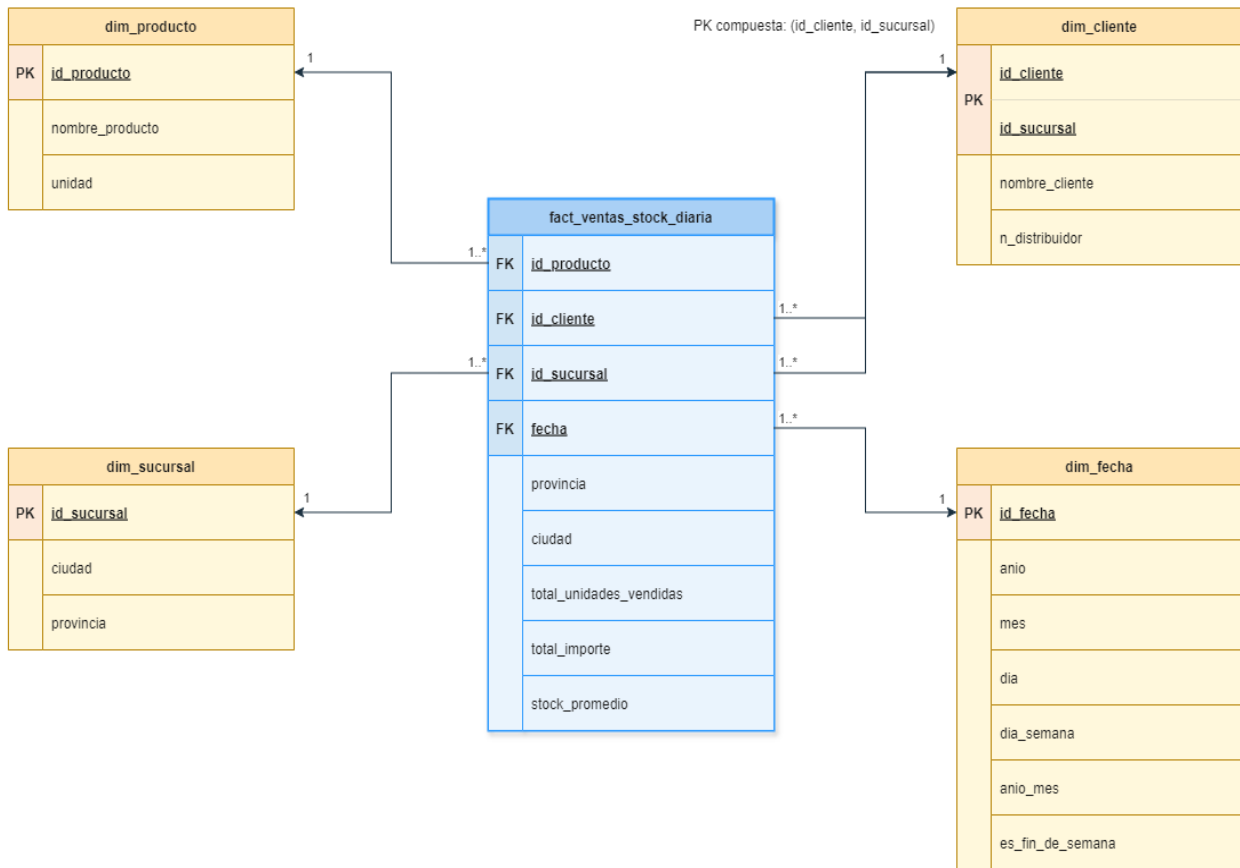 dim_producto
PK id_producto
nombre_producto
unidad
1
PK compuesta: (id_cliente, id_sucursal)
dim_cliente
PK
id_cliente
id_sucursal
nombre_cliente
n_distribuidor
1
fact_ventas_stock_diaria
1..* FK id_producto
FK id_cliente 1..*
1..* FK id_sucursal 1..*
FK fecha 1..*
provincia
ciudad
total_unidades_vendidas
total_importe
stock_promedio
dim_sucursal
PK id_sucursal
ciudad
provincia
1
dim_fecha
1
PK id_fecha
anio
mes
dia
dia_semana
anio_mes
es_fin_de_semana